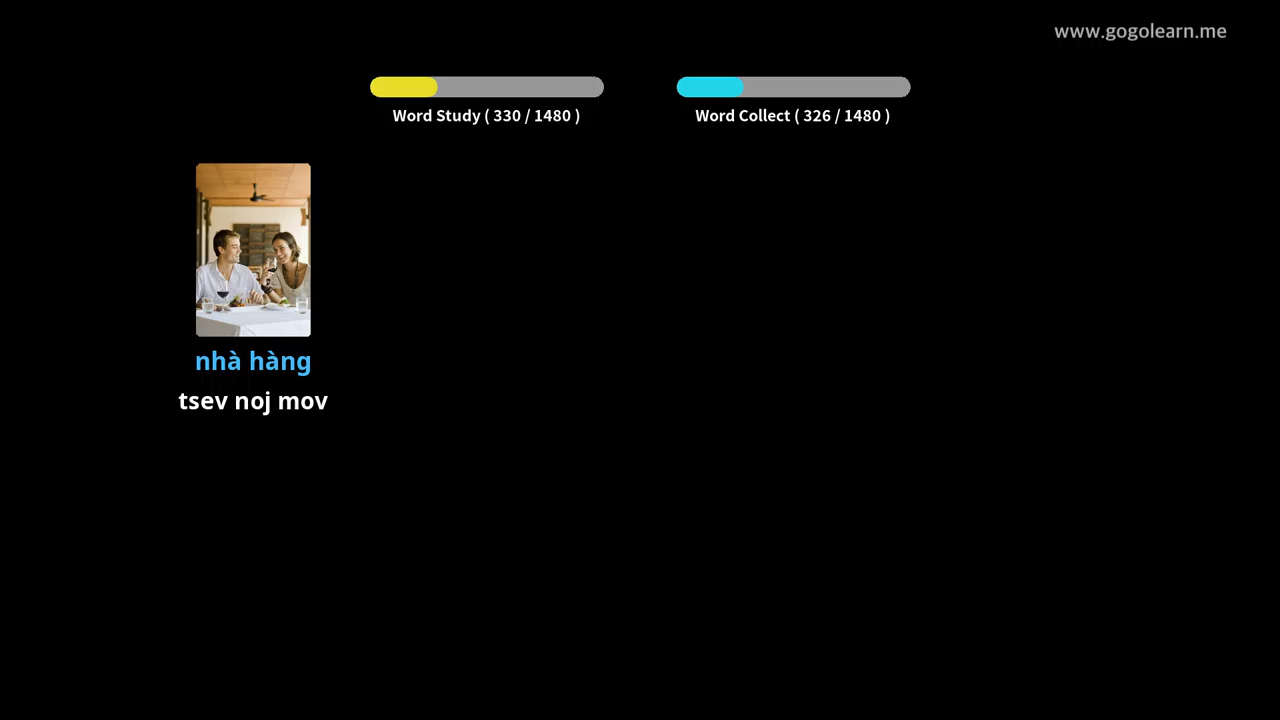 www.gogolearn.me
Word Study ( 330 / 1480 )
Word Collect ( 326 / 1480 )
nhà hàng
tsev noj mov